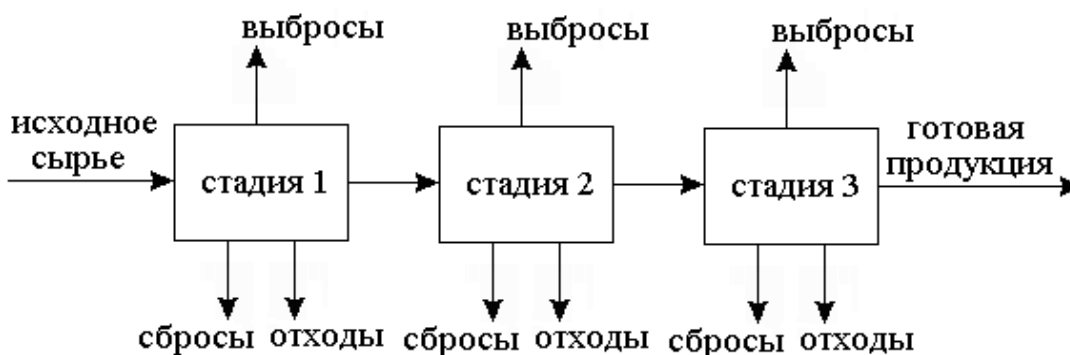 выбросы
выбросы
выбросы
исходное
сырье
стадия 1
стадия 2
стадия 3
готовая
продукция
сбросы
отходы
сбросы
отходы
сбросы
отходы